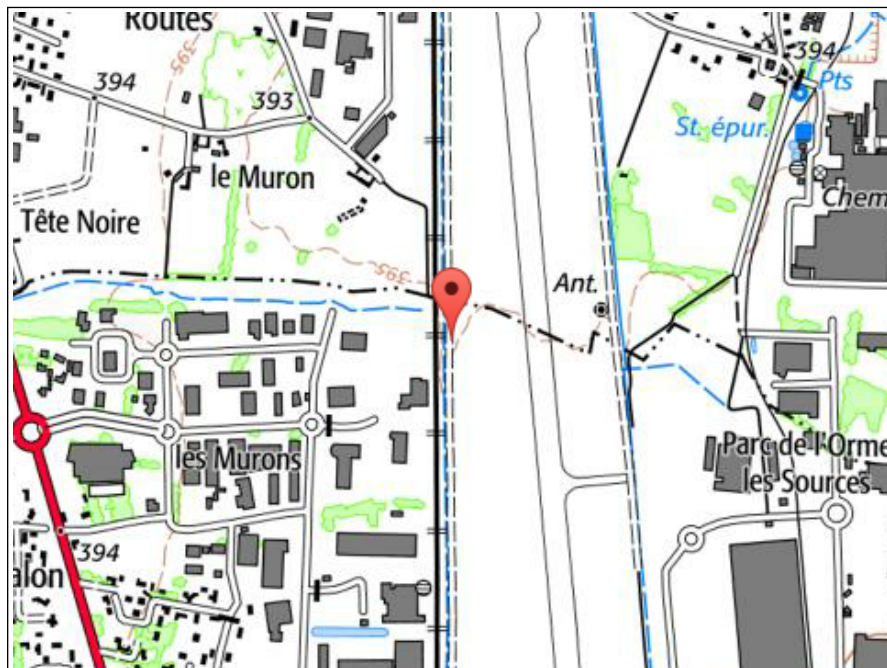 Routes
395
394
393
le Muron
Tête Noire
395
394
Pts
St. épur.
Chem
Ant.
les Murons
Parc de l'Orme
les Sources
394
alon